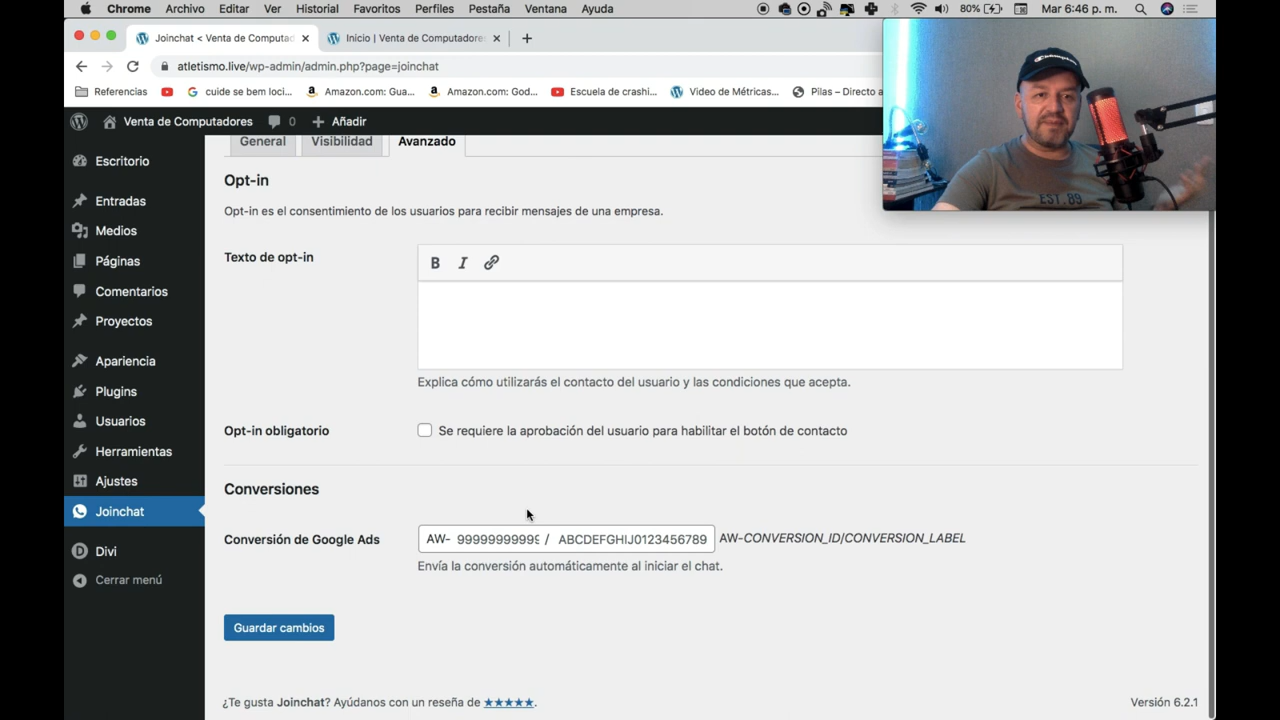 Chrome Archivo Editar Ver Historial Favoritos Perfiles Pestaña Ventana Ayuda 80% Mar 6:46 p. m.
Joinchat < Venta de Computad Inicio | Venta de Computadore
atletismo.live/wp-admin/admin.php?page=joinchat
Referencias cuide se bem loci... Amazon.com: Gua... Amazon.com: God... Escuela de crashi... Video de Métricas... Pilas – Directo a
Venta de Computadores 0 + Añadir
General Visibilidad Avanzado
Escritorio
Entradas
Medios
Páginas
Comentarios
Proyectos
Apariencia
Plugins
Usuarios
Herramientas
Ajustes
Joinchat
Divi
Cerrar menú
Opt-in
Opt-in es el consentimiento de los usuarios para recibir mensajes de una empresa.
Texto de opt-in
B I
Explica cómo utilizarás el contacto del usuario y las condiciones que acepta.
Opt-in obligatorio Se requiere la aprobación del usuario para habilitar el botón de contacto
Conversiones
Conversión de Google Ads AW- 99999999999 / ABCDEFGHIJ0123456789 AW-CONVERSION_ID/CONVERSION_LABEL
Envía la conversión automáticamente al iniciar el chat.
Guardar cambios
¿Te gusta Joinchat? Ayúdanos con un reseña de ★★★★★. Versión 6.2.1
Champion
EST. 89